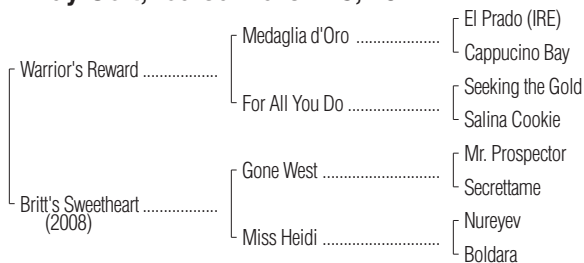 El Prado (IRE)
Medaglia d'Oro ....................
Cappucino Bay
Warrior's Reward ..................
Seeking the Gold
For All You Do ......................
Salina Cookie
Mr. Prospector
Gone West ...........................
Secrettame
Britt's Sweetheart ..................
(2008)
Nureyev
Miss Heidi ............................
Boldara